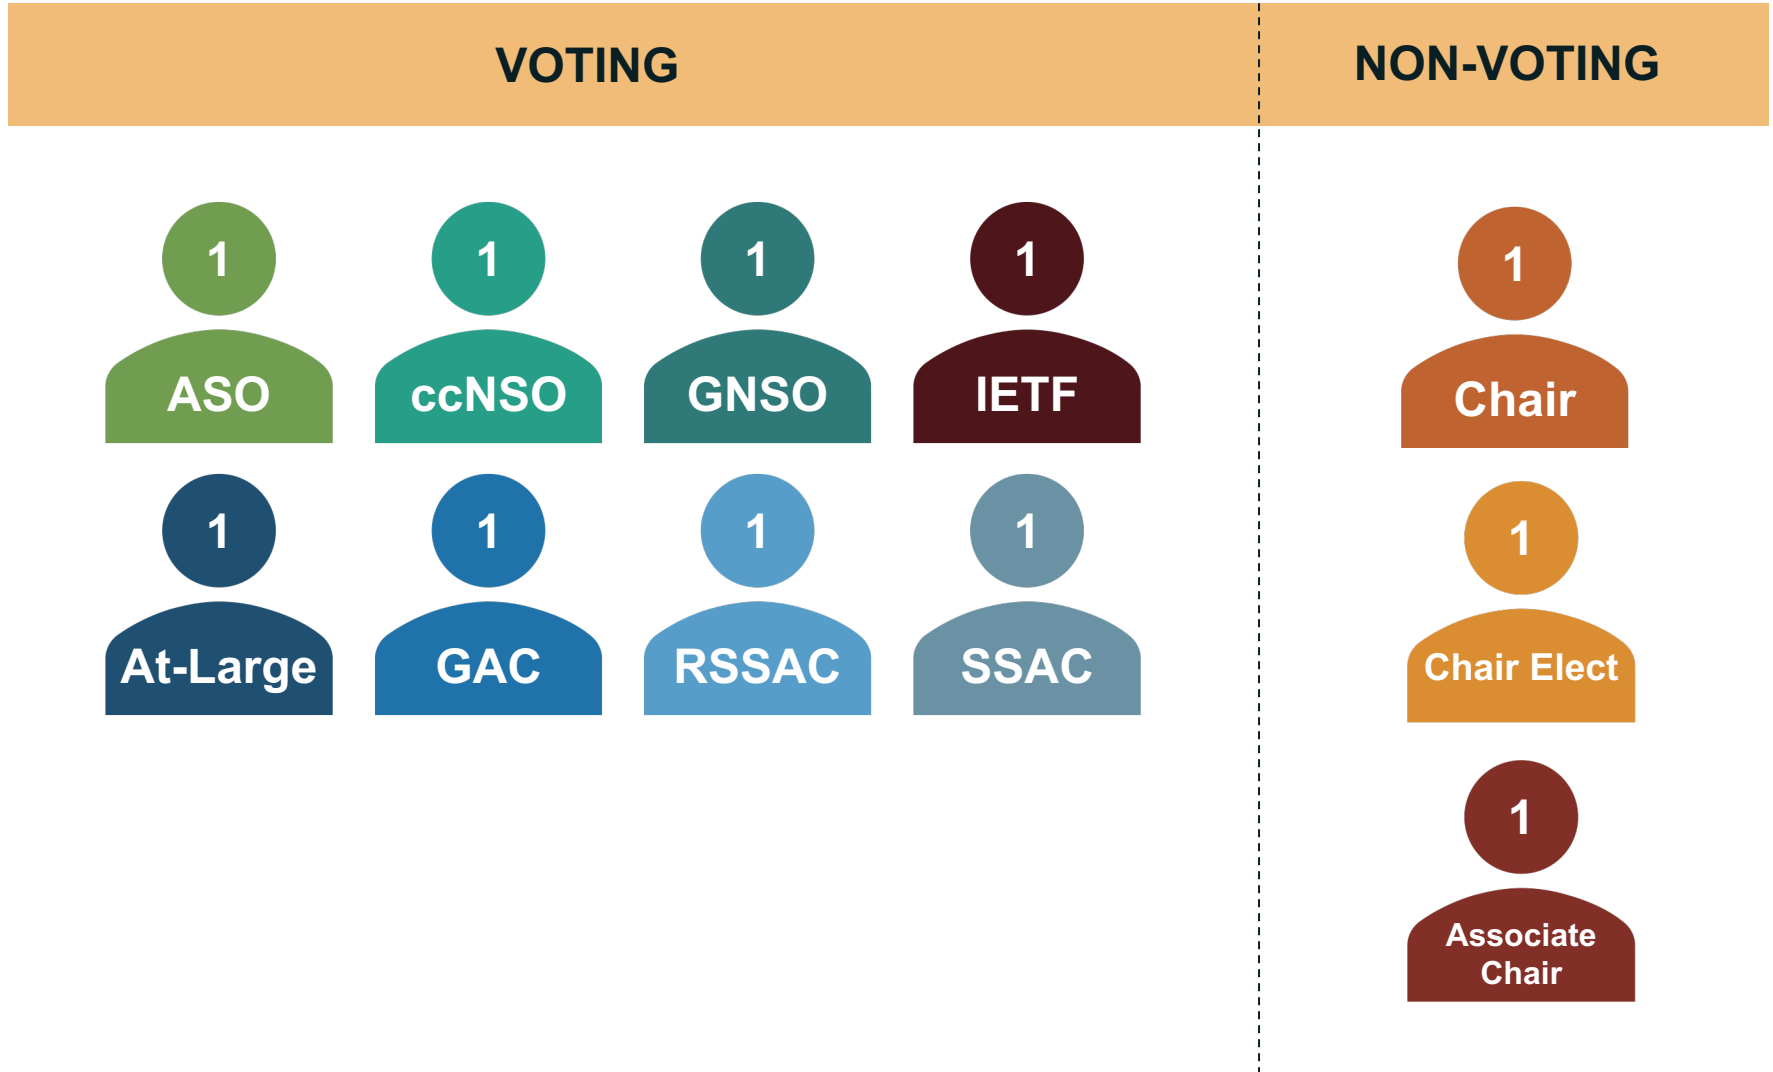 VOTING
NON-VOTING
1
1
1
1
ASO
ccNSO
GNSO
IETF
1
1
1
1
At-Large
GAC
RSSAC
SSAC
1
Chair
1
Chair Elect
1
Associate
Chair